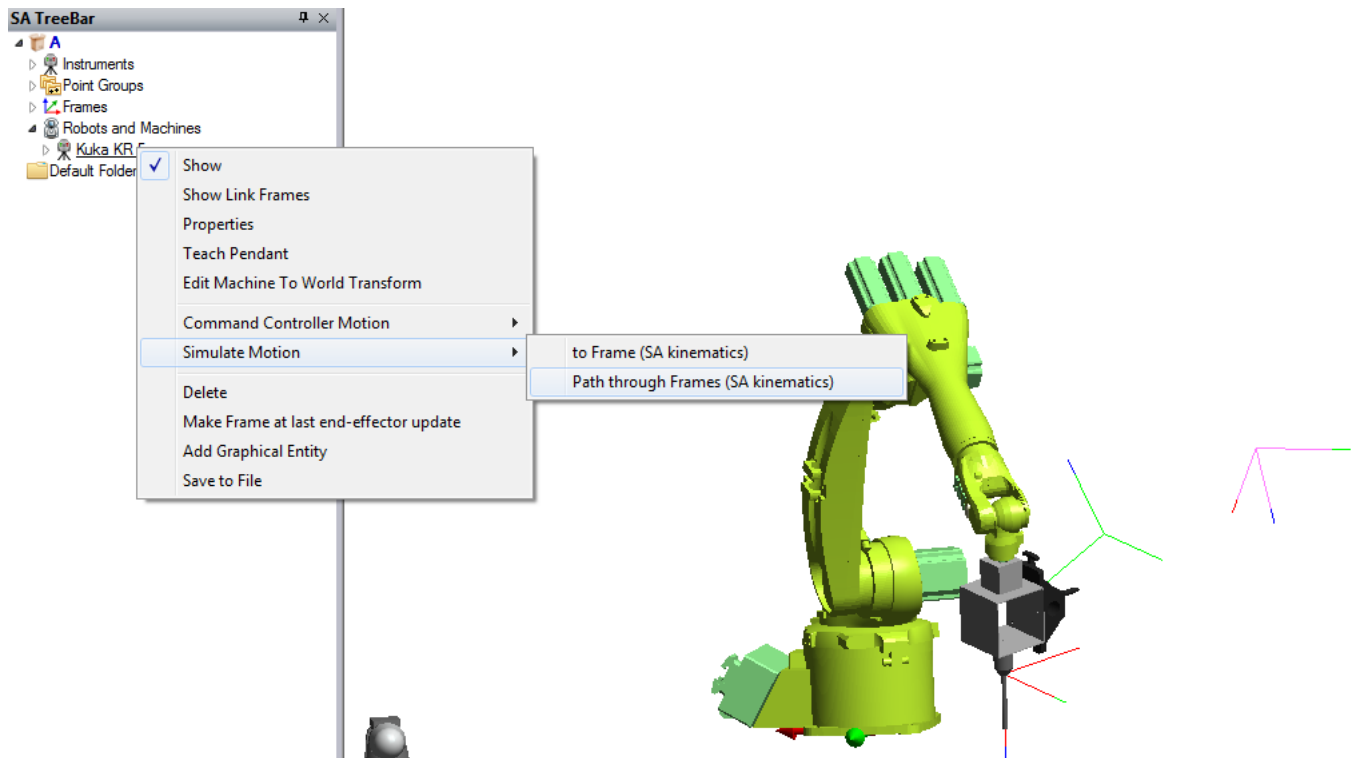 SA TreeBar
A
Instruments
Point Groups
Frames
Robots and Machines
Kuka KR
Default Folder
Show
Show Link Frames
Properties
Teach Pendant
Edit Machine To World Transform
Command Controller Motion
Simulate Motion
to Frame (SA kinematics)
Path through Frames (SA kinematics)
Delete
Make Frame at last end-effector update
Add Graphical Entity
Save to File